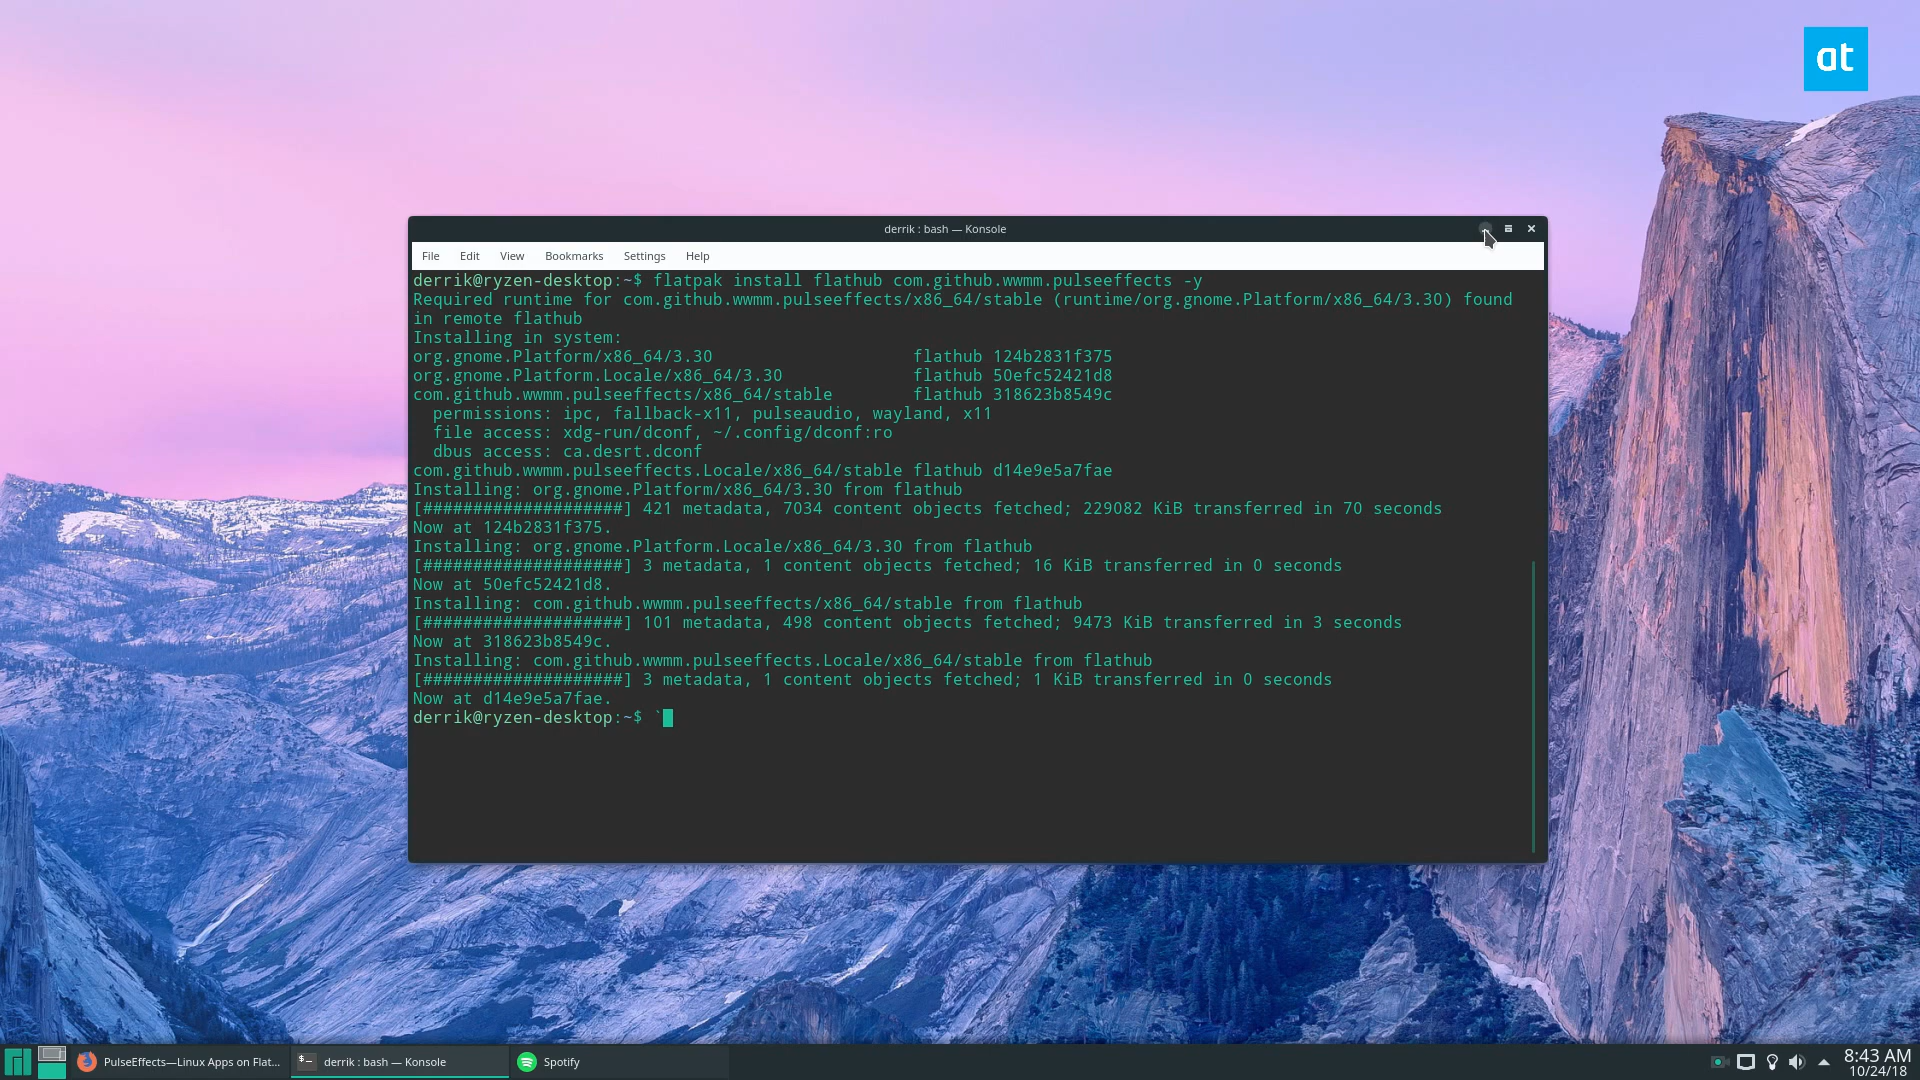 at
derrik : bash — Konsole
File Edit View Bookmarks Settings Help
derrik@ryzen-desktop:~$ flatpak install flathub com.github.wwmm.pulseeffects -y
Required runtime for com.github.wwmm.pulseeffects/x86_64/stable (runtime/org.gnome.Platform/x86_64/3.30) found
in remote flathub
Installing in system:
org.gnome.Platform/x86_64/3.30                    flathub 124b2831f375
org.gnome.Platform.Locale/x86_64/3.30             flathub 50efc52421d8
com.github.wwmm.pulseeffects/x86_64/stable        flathub 318623b8549c
  permissions: ipc, fallback-x11, pulseaudio, wayland, x11
  file access: xdg-run/dconf, ~/.config/dconf:ro
  dbus access: ca.desrt.dconf
com.github.wwmm.pulseeffects.Locale/x86_64/stable flathub d14e9e5a7fae
Installing: org.gnome.Platform/x86_64/3.30 from flathub
[####################] 421 metadata, 7034 content objects fetched; 229082 KiB transferred in 70 seconds
Now at 124b2831f375.
Installing: org.gnome.Platform.Locale/x86_64/3.30 from flathub
[####################] 3 metadata, 1 content objects fetched; 16 KiB transferred in 0 seconds
Now at 50efc52421d8.
Installing: com.github.wwmm.pulseeffects/x86_64/stable from flathub
[####################] 101 metadata, 498 content objects fetched; 9473 KiB transferred in 3 seconds
Now at 318623b8549c.
Installing: com.github.wwmm.pulseeffects.Locale/x86_64/stable from flathub
[####################] 3 metadata, 1 content objects fetched; 1 KiB transferred in 0 seconds
Now at d14e9e5a7fae.
derrik@ryzen-desktop:~$ `
PulseEffects—Linux Apps on Flat... derrik : bash — Konsole Spotify 8:43 AM
10/24/18